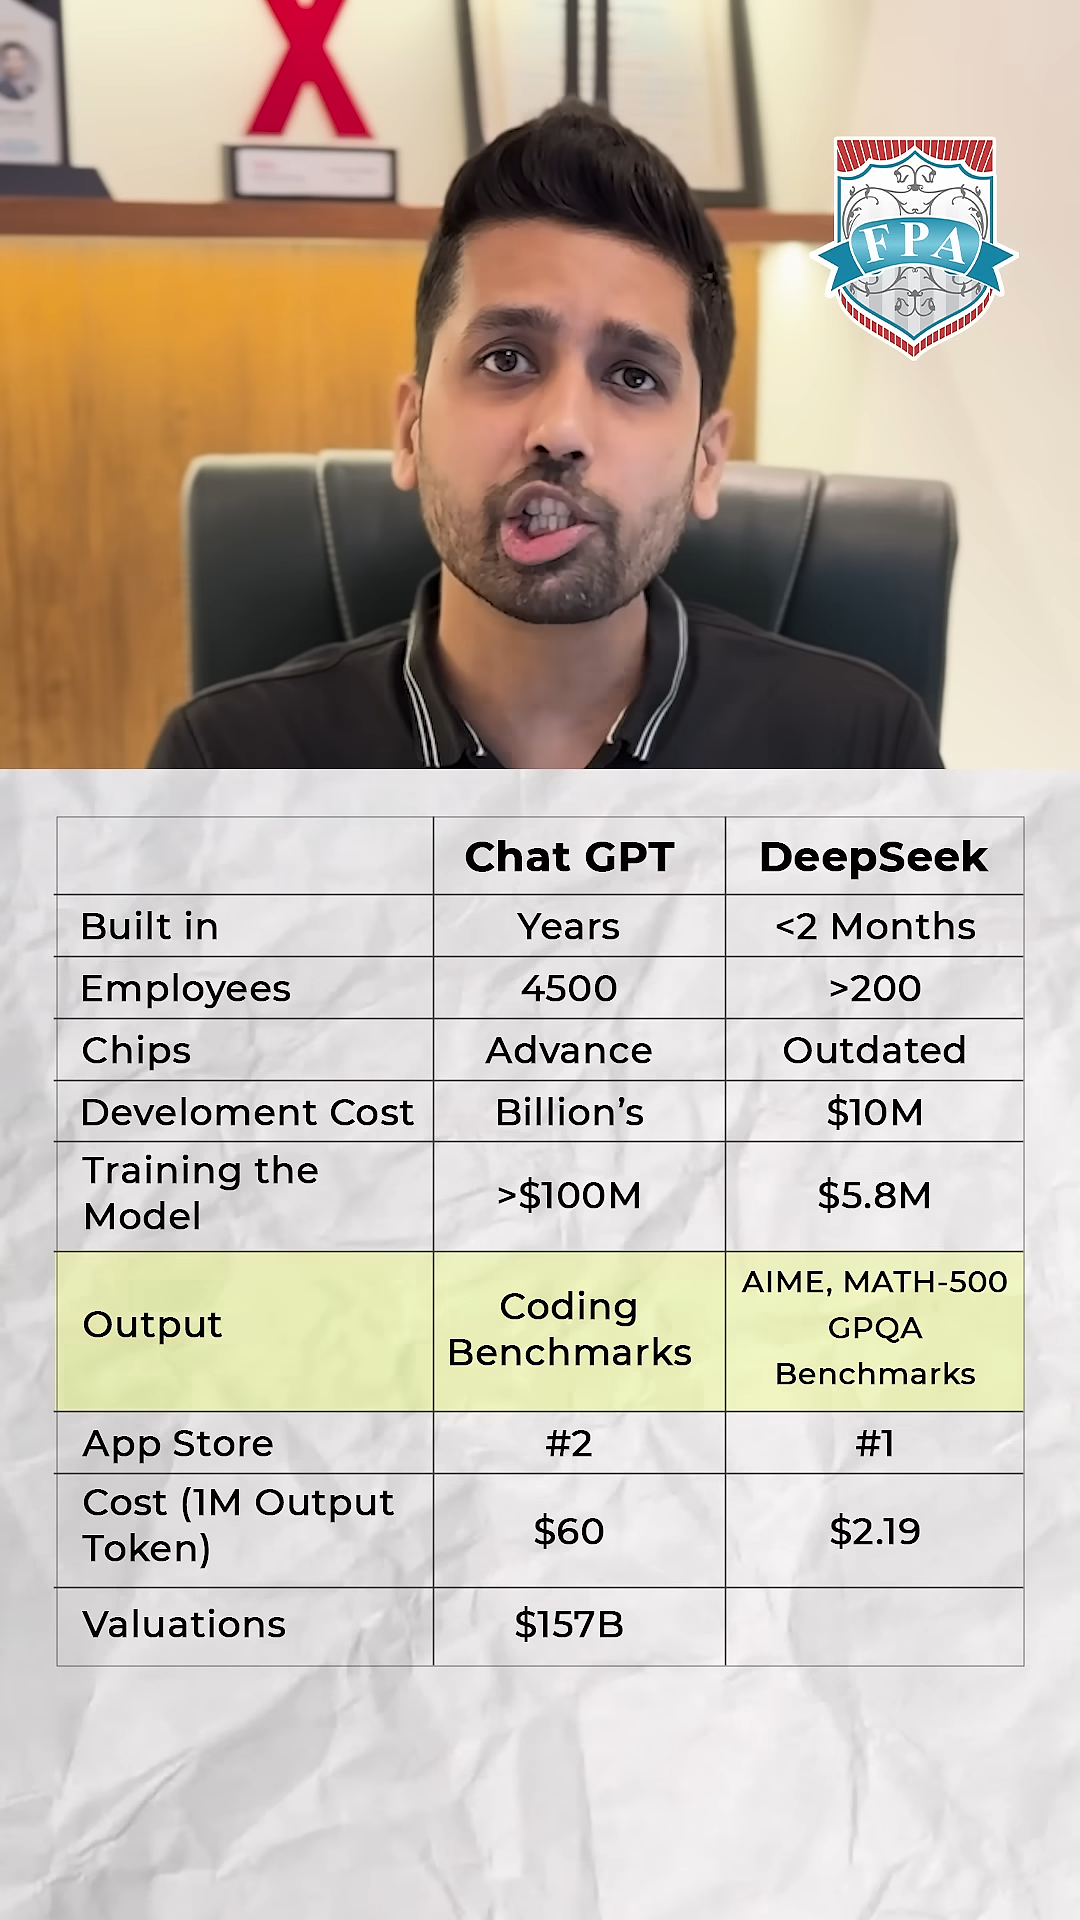 FPA
Chat GPT DeepSeek
Built in Years <2 Months
Employees 4500 >200
Chips Advance Outdated
Develoment Cost Billion's $10M
Training the
Model >$100M $5.8M
Output Coding
Benchmarks AIME, MATH-500
GPQA
Benchmarks
App Store #2 #1
Cost (1M Output
Token) $60 $2.19
Valuations $157B